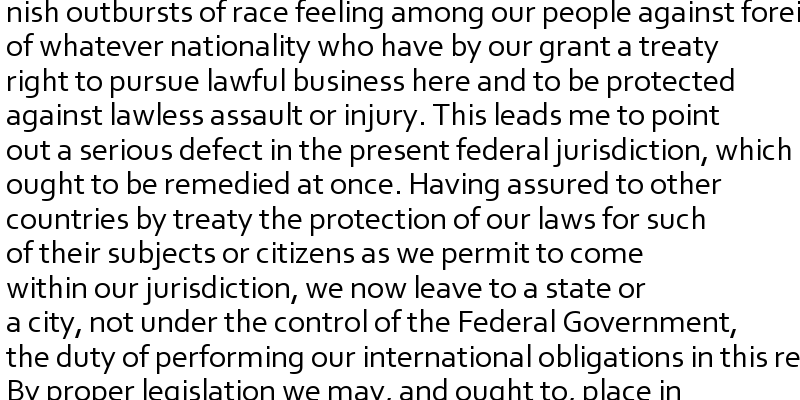 nish outbursts of race feeling among our people against forei
of whatever nationality who have by our grant a treaty
right to pursue lawful business here and to be protected
against lawless assault or injury. This leads me to point
out a serious defect in the present federal jurisdiction, which
ought to be remedied at once. Having assured to other
countries by treaty the protection of our laws for such
of their subjects or citizens as we permit to come
within our jurisdiction, we now leave to a state or
a city, not under the control of the Federal Government,
the duty of performing our international obligations in this re
By proper legislation we may, and ought to, place in